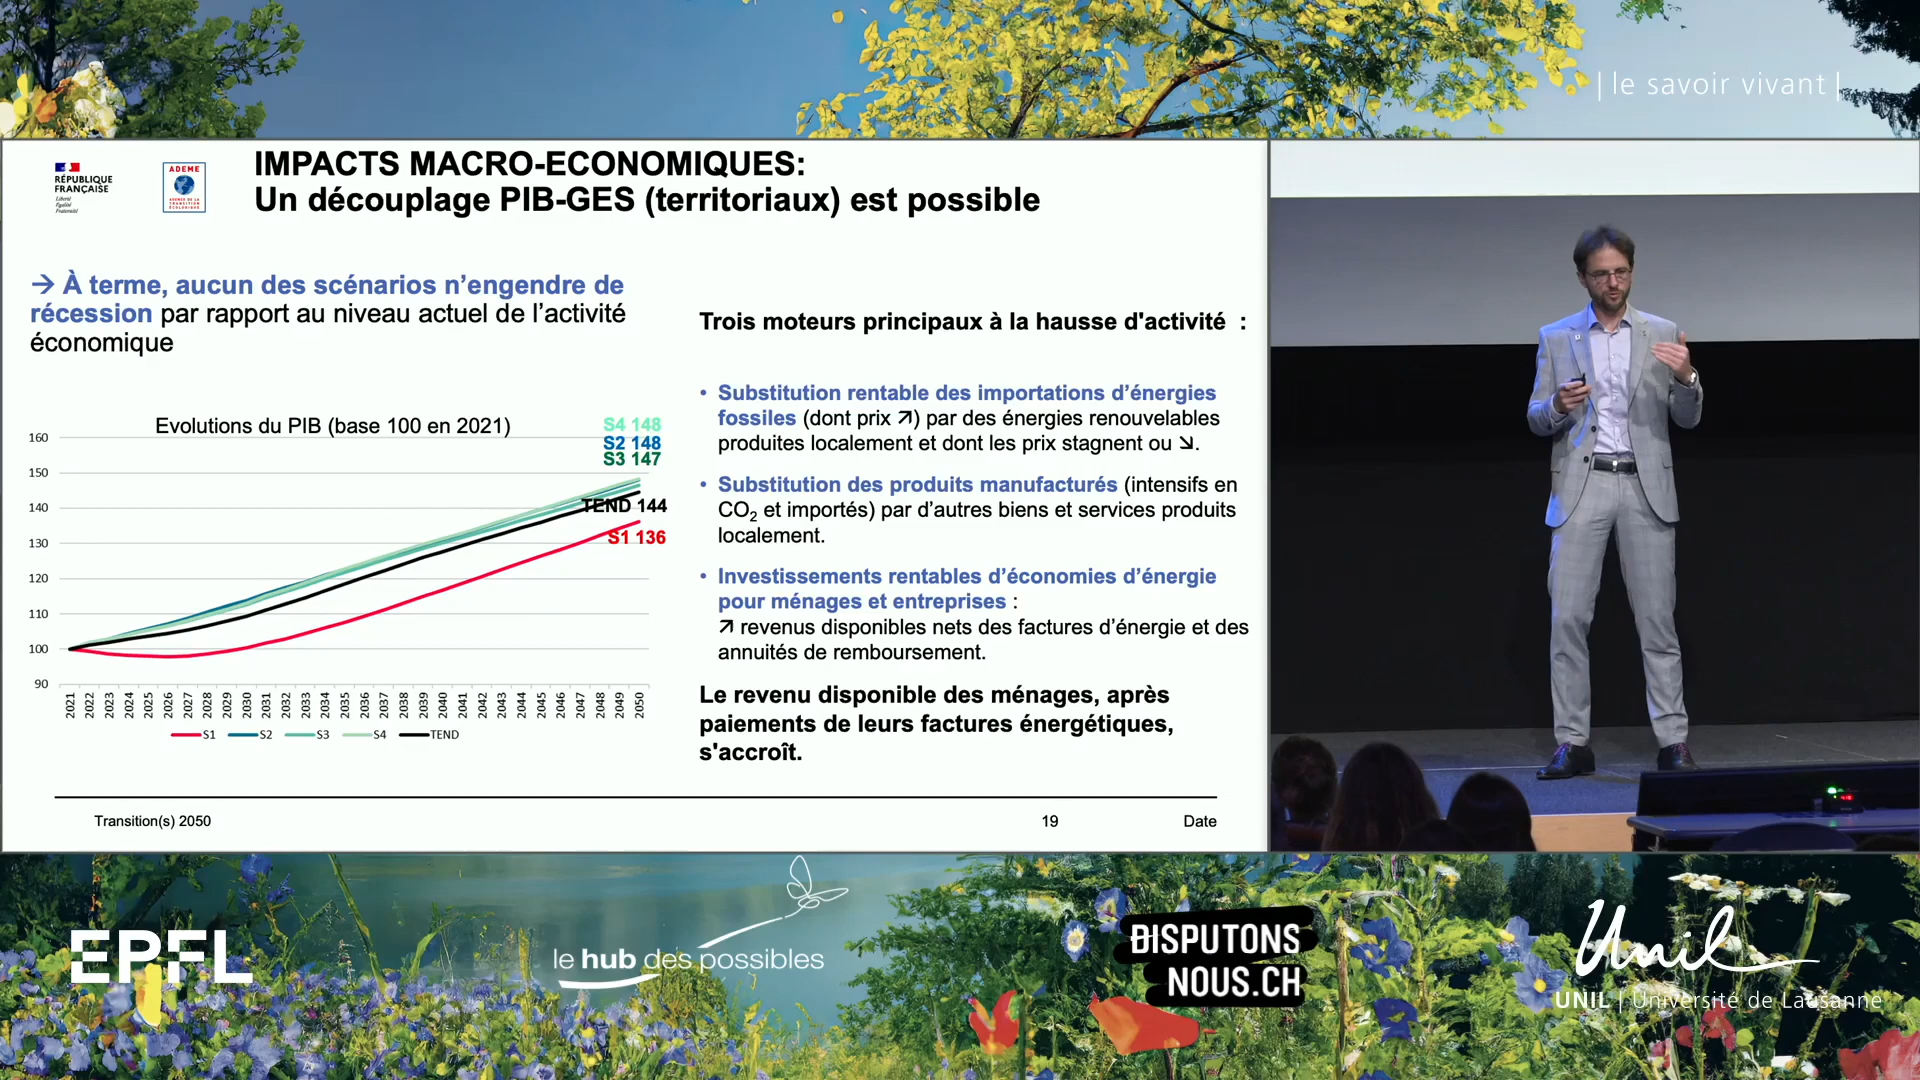 | le savoir vivant |
RÉPUBLIQUE
FRANÇAISE
Liberté
Égalité
Fraternité
ADEME
AGENCE DE LA
TRANSITION
ÉCOLOGIQUE
IMPACTS MACRO-ECONOMIQUES:
Un découplage PIB-GES (territoriaux) est possible
→ À terme, aucun des scénarios n’engendre de
récession par rapport au niveau actuel de l’activité
économique
Evolutions du PIB (base 100 en 2021)
S4 148
S2 148
S3 147
TEND 144
S1 136
160
150
140
130
120
110
100
90
2021 2022 2023 2024 2025 2026 2027 2028 2029 2030 2031 2032 2033 2034 2035 2036 2037 2038 2039 2040 2041 2042 2043 2044 2045 2046 2047 2048 2049 2050
S1 S2 S3 S4 TEND
Trois moteurs principaux à la hausse d'activité :
• Substitution rentable des importations d’énergies
fossiles (dont prix ↗) par des énergies renouvelables
produites localement et dont les prix stagnent ou ↘.
• Substitution des produits manufacturés (intensifs en
CO₂ et importés) par d’autres biens et services produits
localement.
• Investissements rentables d’économies d’énergie
pour ménages et entreprises :
↗ revenus disponibles nets des factures d’énergie et des
annuités de remboursement.
Le revenu disponible des ménages, après
paiements de leurs factures énergétiques,
s'accroît.
Transition(s) 2050
19
Date
EPFL
le hub des possibles
DISPUTONS
NOUS.CH
Unil
UNIL | Université de Lausanne